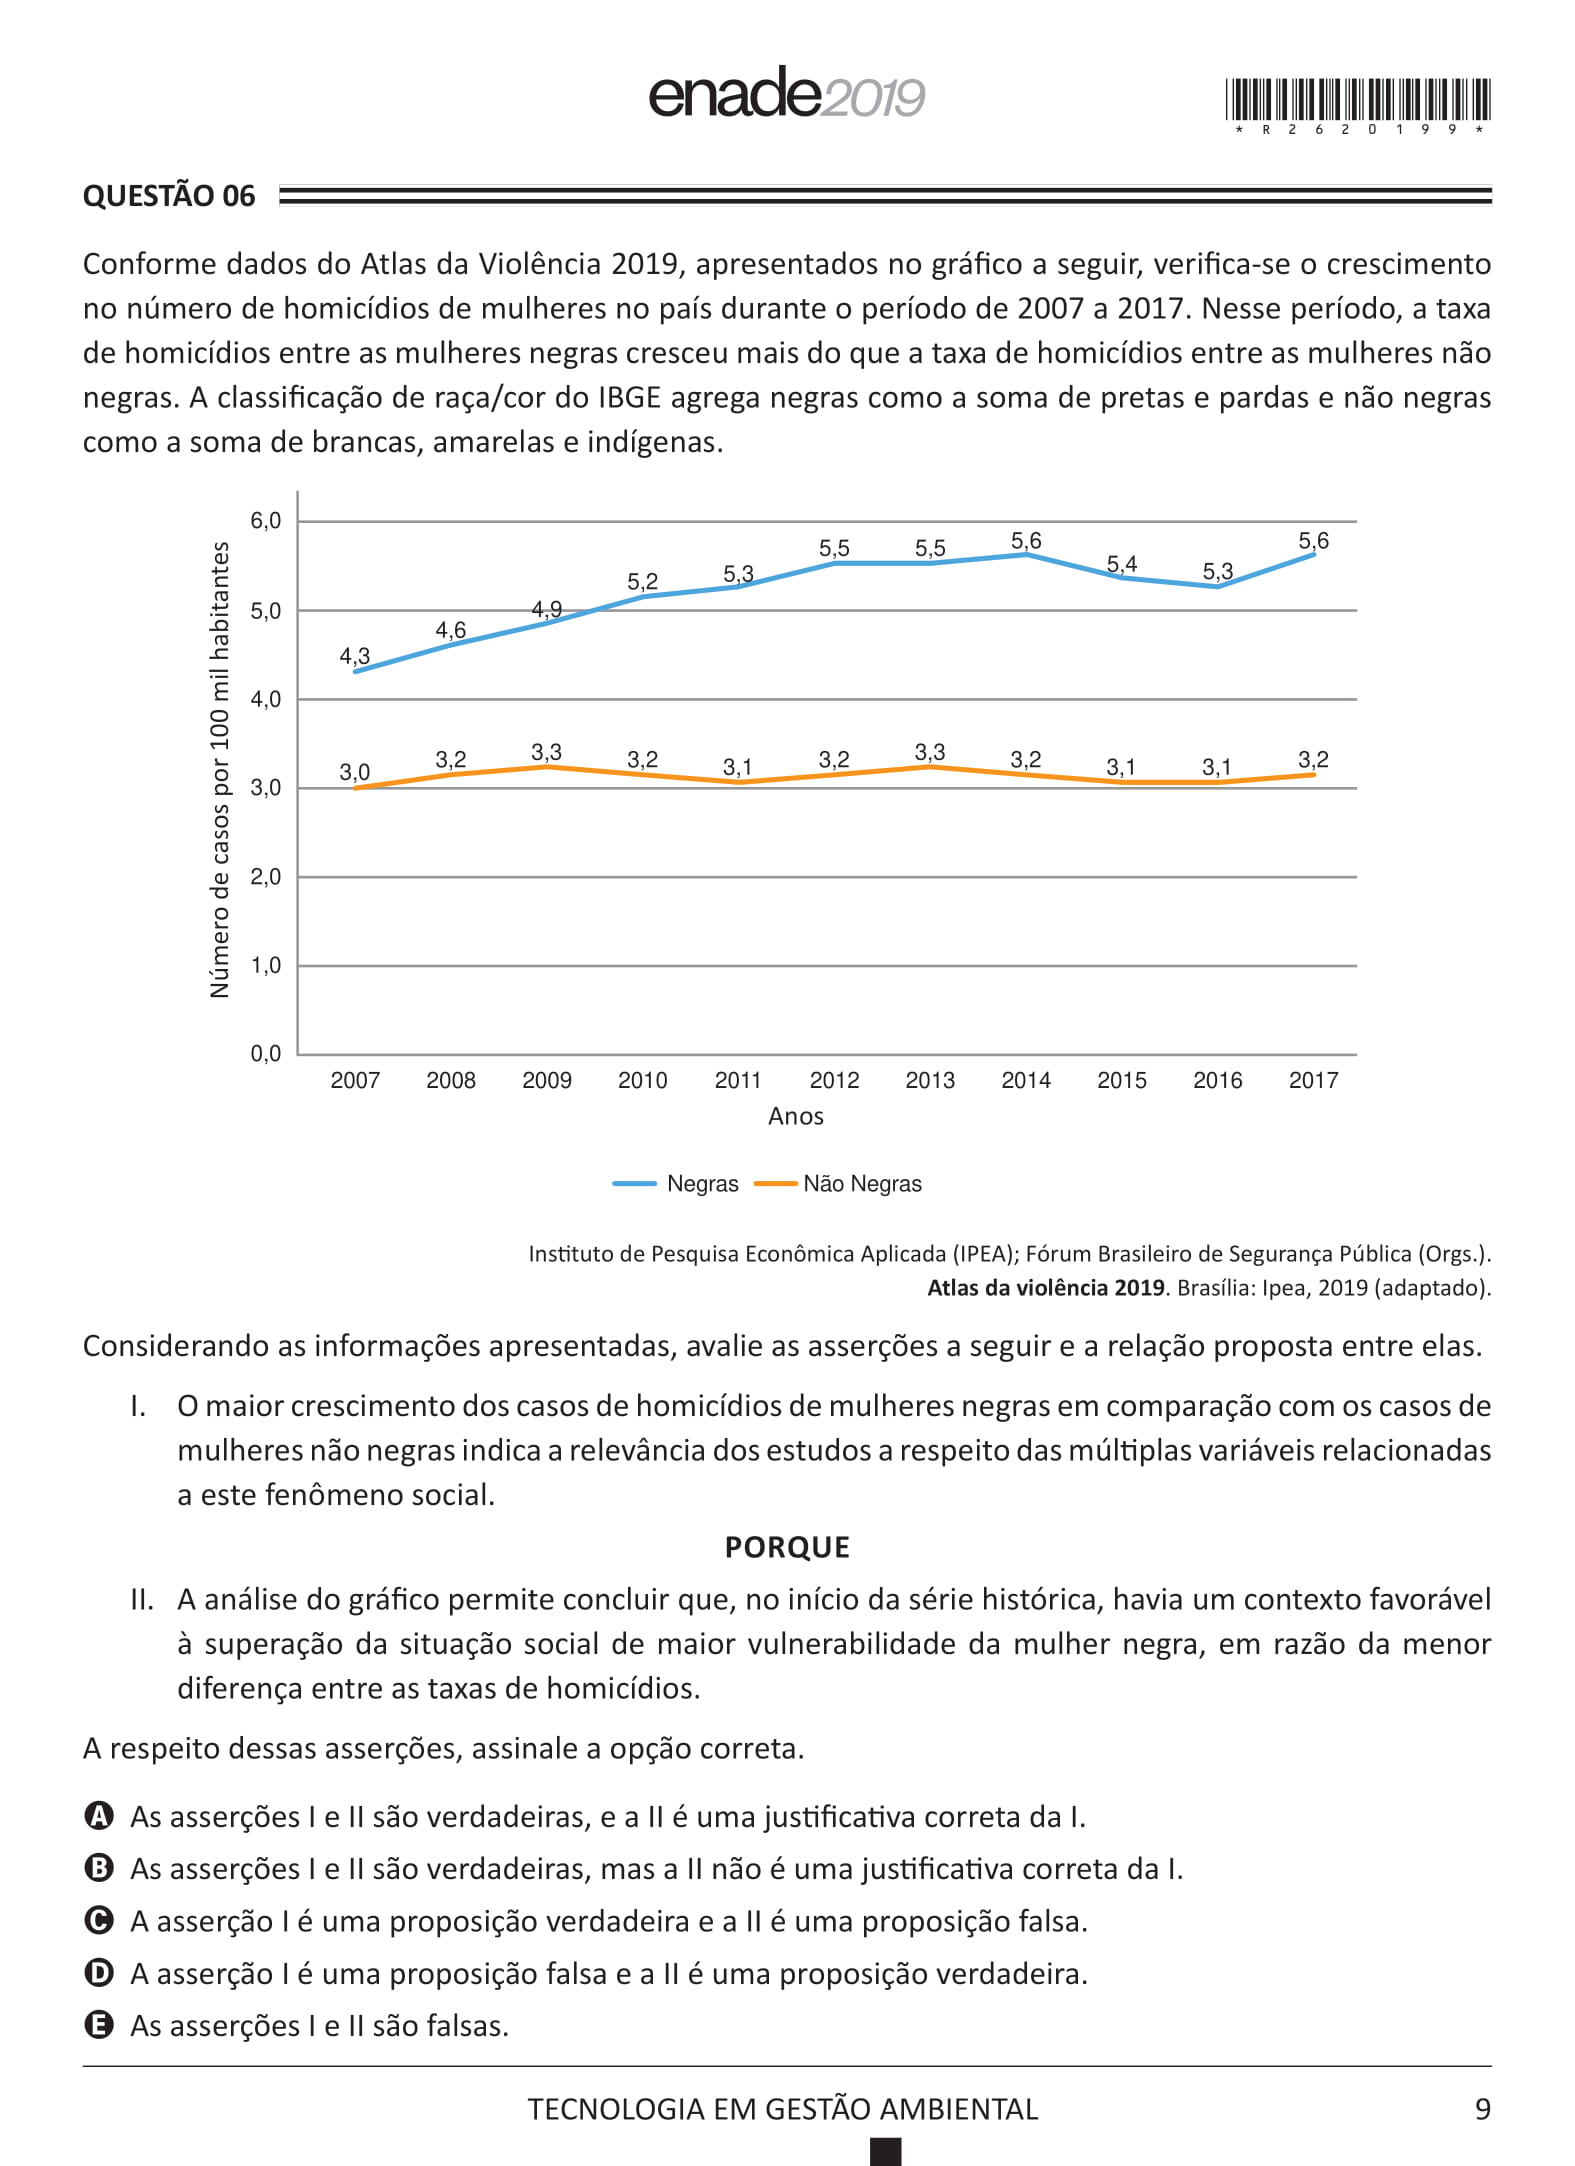 enade2019
*R2620199*
QUESTÃO 06
Conforme dados do Atlas da Violência 2019, apresentados no gráfico a seguir, verifica-se o crescimento
no número de homicídios de mulheres no país durante o período de 2007 a 2017. Nesse período, a taxa
de homicídios entre as mulheres negras cresceu mais do que a taxa de homicídios entre as mulheres não
negras. A classificação de raça/cor do IBGE agrega negras como a soma de pretas e pardas e não negras
como a soma de brancas, amarelas e indígenas.
Número de casos por 100 mil habitantes
6,0
5,0
4,0
3,0
2,0
1,0
0,0
4,3 4,6 4,9 5,2 5,3 5,5 5,5 5,6 5,4 5,3 5,6
3,0 3,2 3,3 3,2 3,1 3,2 3,3 3,2 3,1 3,1 3,2
2007 2008 2009 2010 2011 2012 2013 2014 2015 2016 2017
Anos
Negras Não Negras
Instituto de Pesquisa Econômica Aplicada (IPEA); Fórum Brasileiro de Segurança Pública (Orgs.).
Atlas da violência 2019. Brasília: Ipea, 2019 (adaptado).
Considerando as informações apresentadas, avalie as asserções a seguir e a relação proposta entre elas.
I. O maior crescimento dos casos de homicídios de mulheres negras em comparação com os casos de
mulheres não negras indica a relevância dos estudos a respeito das múltiplas variáveis relacionadas
a este fenômeno social.
PORQUE
II. A análise do gráfico permite concluir que, no início da série histórica, havia um contexto favorável
à superação da situação social de maior vulnerabilidade da mulher negra, em razão da menor
diferença entre as taxas de homicídios.
A respeito dessas asserções, assinale a opção correta.
A As asserções I e II são verdadeiras, e a II é uma justificativa correta da I.
B As asserções I e II são verdadeiras, mas a II não é uma justificativa correta da I.
C A asserção I é uma proposição verdadeira e a II é uma proposição falsa.
D A asserção I é uma proposição falsa e a II é uma proposição verdadeira.
E As asserções I e II são falsas.
TECNOLOGIA EM GESTÃO AMBIENTAL 9